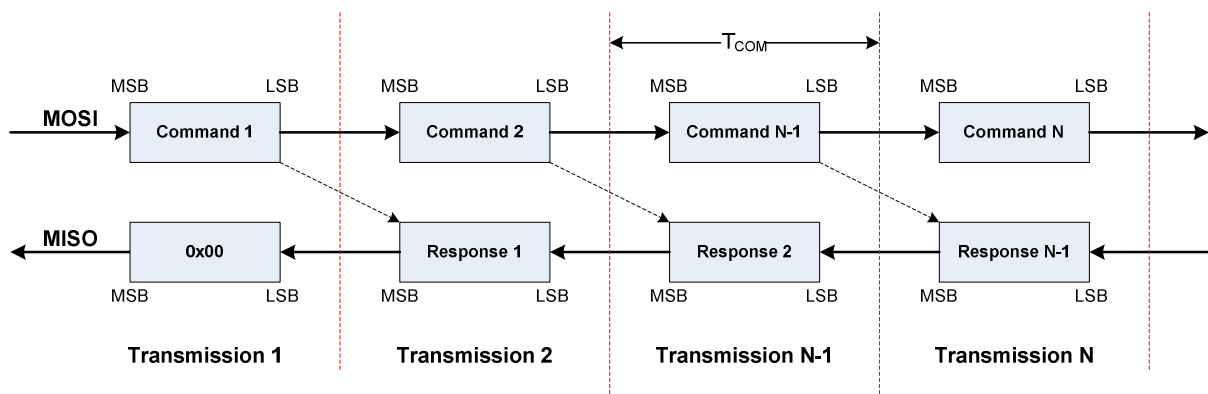 T_COM
MSB LSB MSB LSB MSB LSB MSB LSB
MOSI Command 1 Command 2 Command N-1 Command N
MISO 0x00 Response 1 Response 2 Response N-1
MSB LSB MSB LSB MSB LSB MSB LSB
Transmission 1 Transmission 2 Transmission N-1 Transmission N